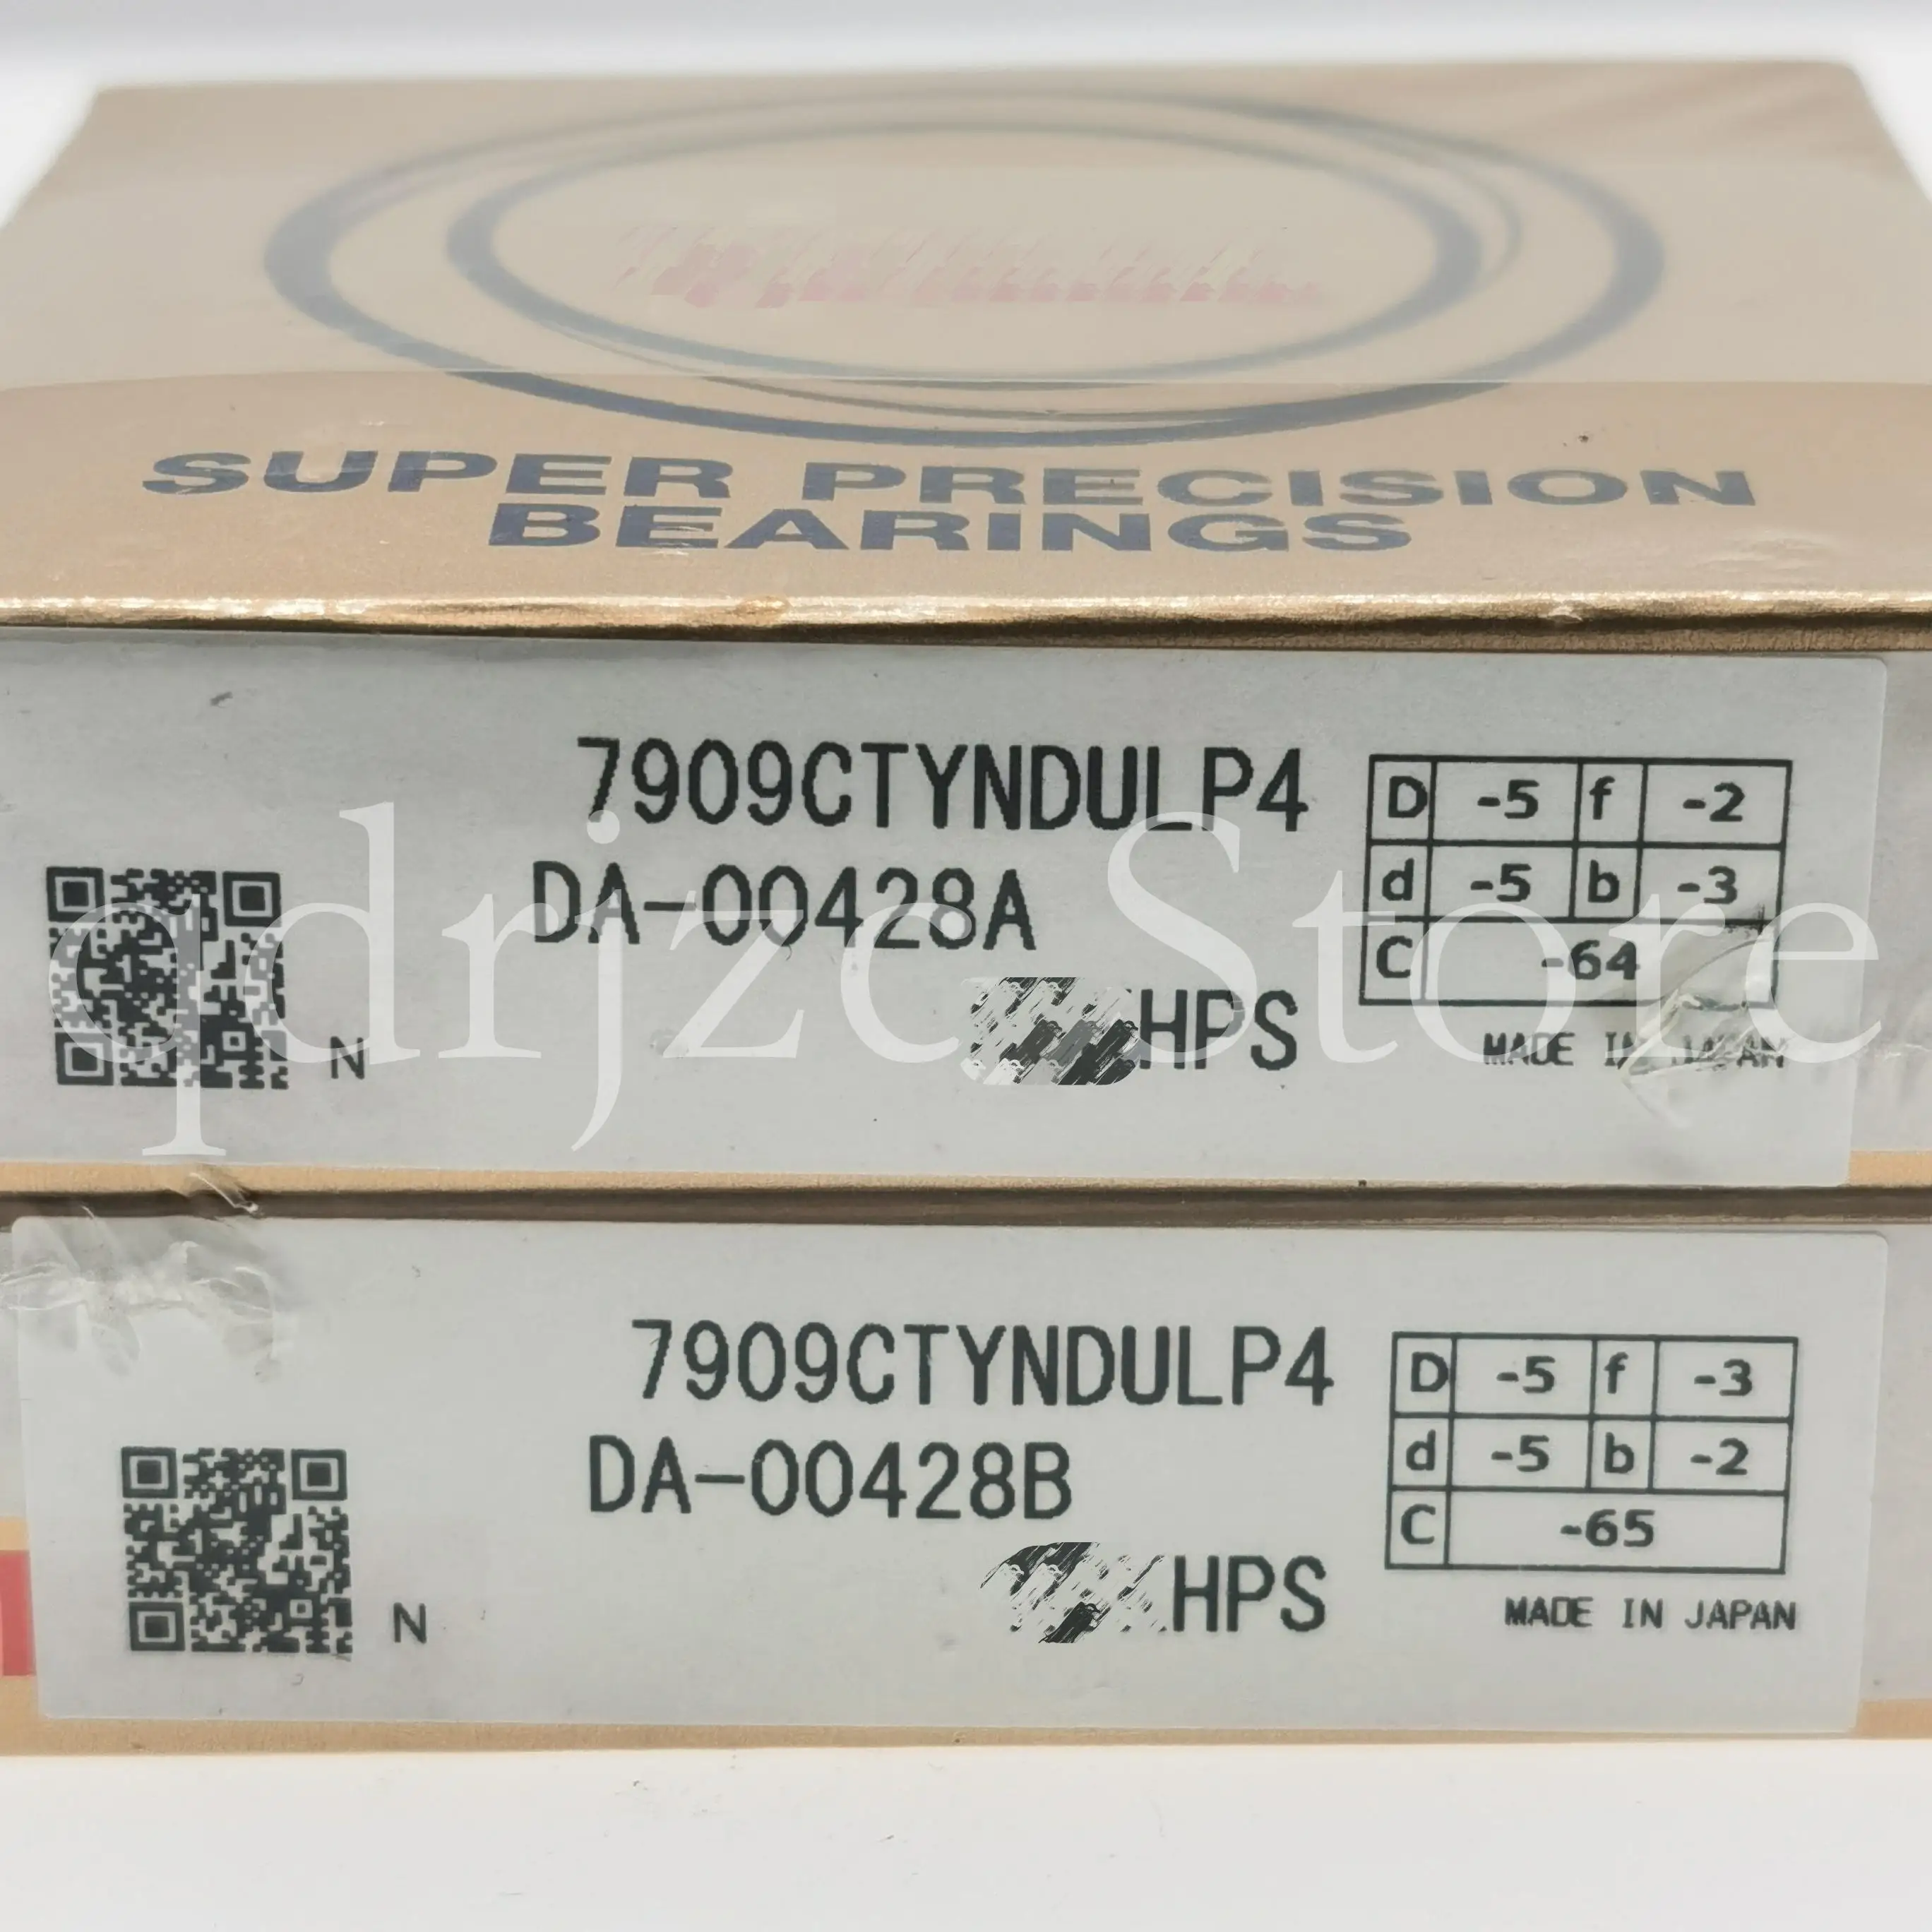 SUPER PRECISION
BEARINGS
7909CTYNDULP4
DA-00428A
HPS
N
D -5 f -2
d -5 b -3
C -64
MADE IN JAPAN
qdrjzc Store
7909CTYNDULP4
DA-00428B
HPS
N
D -5 f -3
d -5 b -2
C -65
MADE IN JAPAN